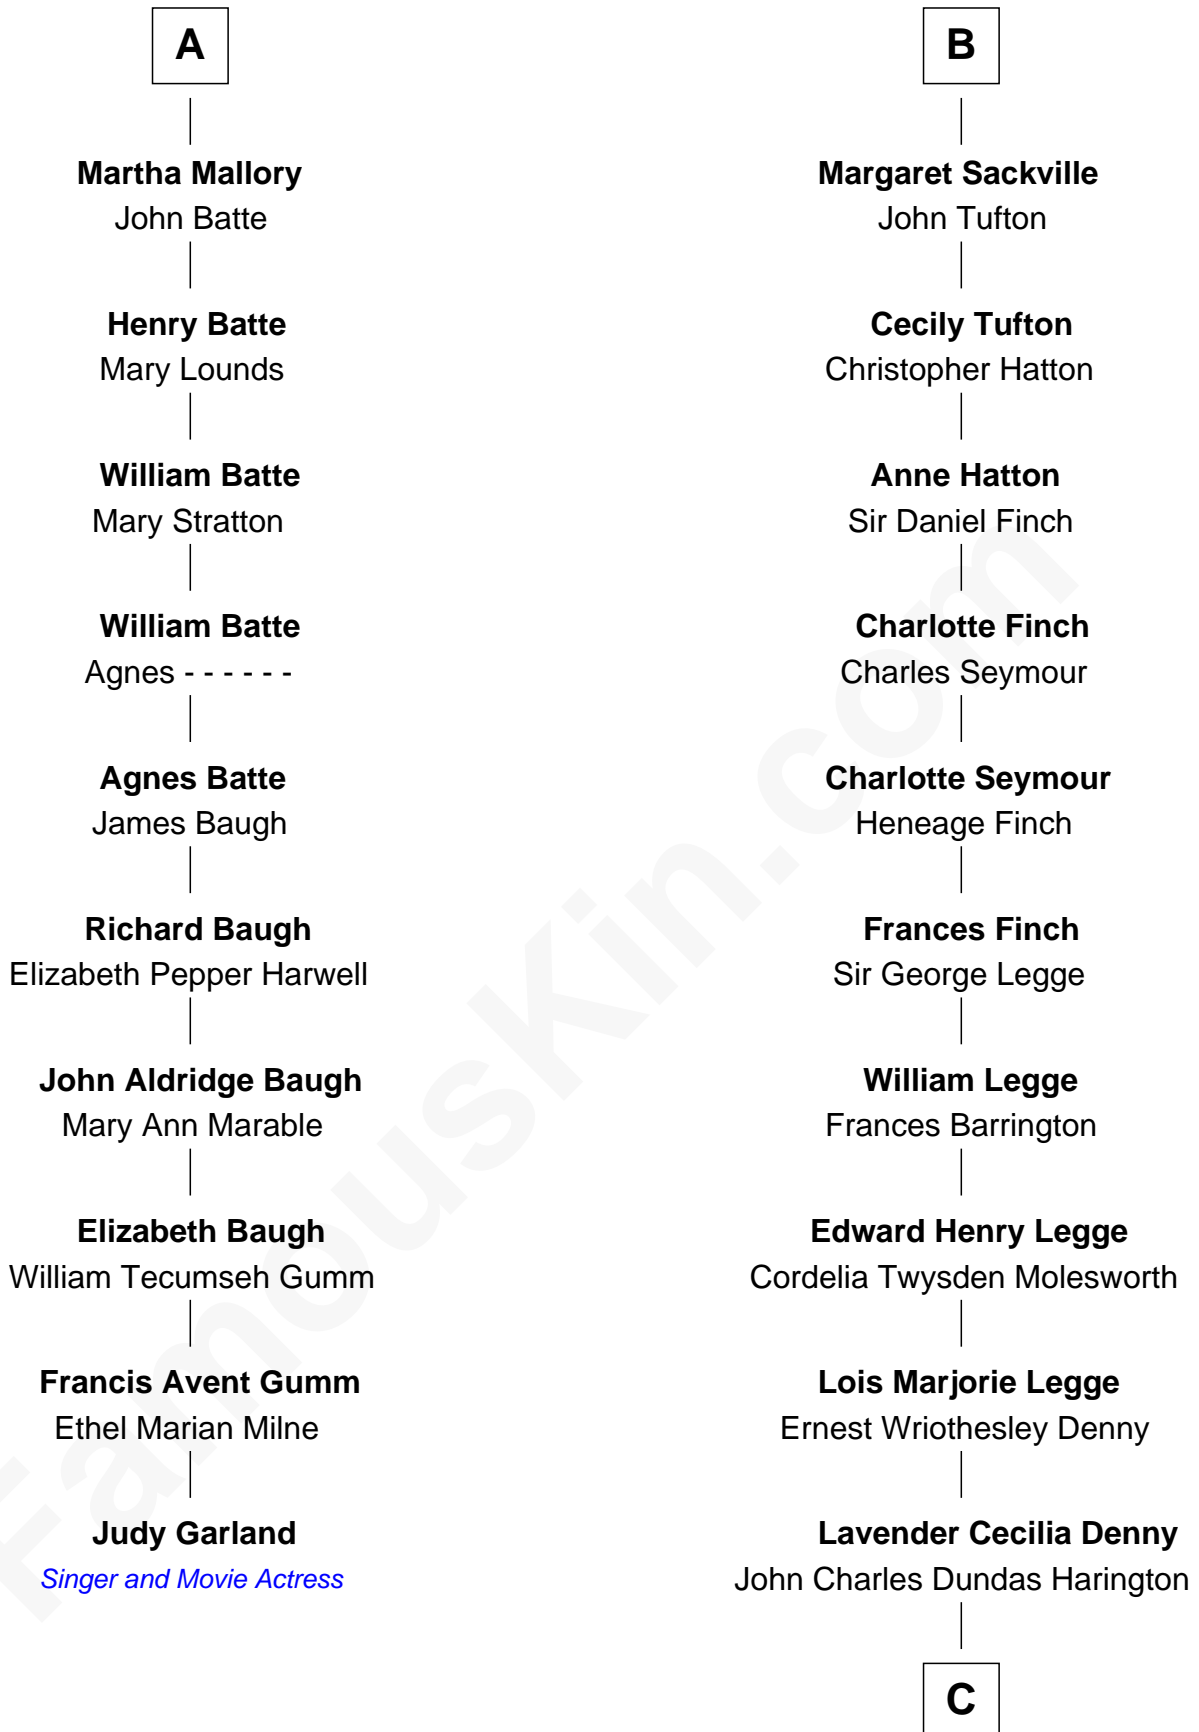 A
Martha Mallory
John Batte
Henry Batte
Mary Lounds
William Batte
Mary Stratton
William Batte
Agnes - - - - - -
Agnes Batte
James Baugh
Richard Baugh
Elizabeth Pepper Harwell
John Aldridge Baugh
Mary Ann Marable
Elizabeth Baugh
William Tecumseh Gumm
Francis Avent Gumm
Ethel Marian Milne
Judy Garland
Singer and Movie Actress
B
Margaret Sackville
John Tufton
Cecily Tufton
Christopher Hatton
Anne Hatton
Sir Daniel Finch
Charlotte Finch
Charles Seymour
Charlotte Seymour
Heneage Finch
Frances Finch
Sir George Legge
William Legge
Frances Barrington
Edward Henry Legge
Cordelia Twysden Molesworth
Lois Marjorie Legge
Ernest Wriothesley Denny
Lavender Cecilia Denny
John Charles Dundas Harington
C
FamousKin.com